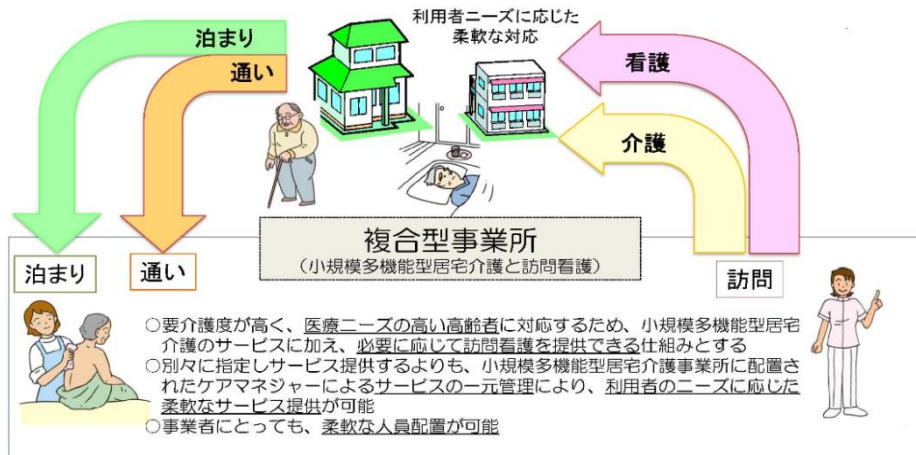 利用者ニーズに応じた
柔軟な対応
泊まり
通い
看護
介護
複合型事業所
（小規模多機能型居宅介護と訪問看護）
泊まり
通い
訪問
○要介護度が高く、医療ニーズの高い高齢者に対応するため、小規模多機能型居宅
介護のサービスに加え、必要に応じて訪問看護を提供できる仕組みとする
○別々に指定しサービス提供するよりも、小規模多機能型居宅介護事業所に配置さ
れたケアマネジャーによるサービスの一元管理により、利用者のニーズに応じた
柔軟なサービス提供が可能
○事業者にとっても、柔軟な人員配置が可能